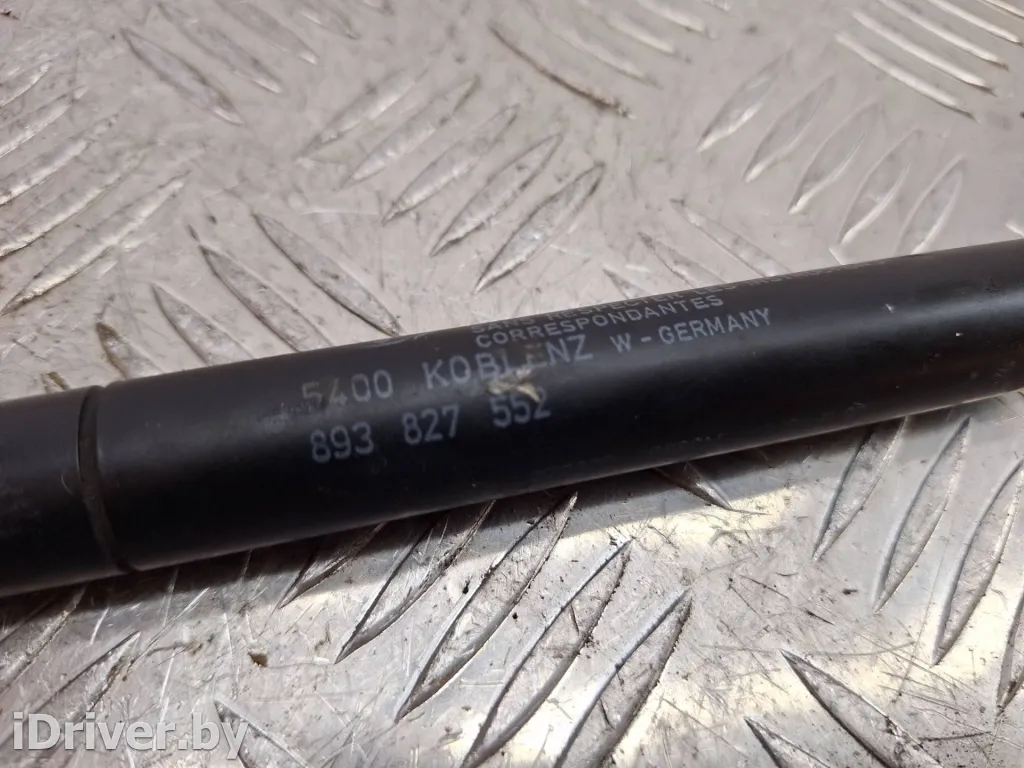 CORRESPONDANTES
5400 KOBLENZ W-GERMANY
893 827 552
iDriver.by